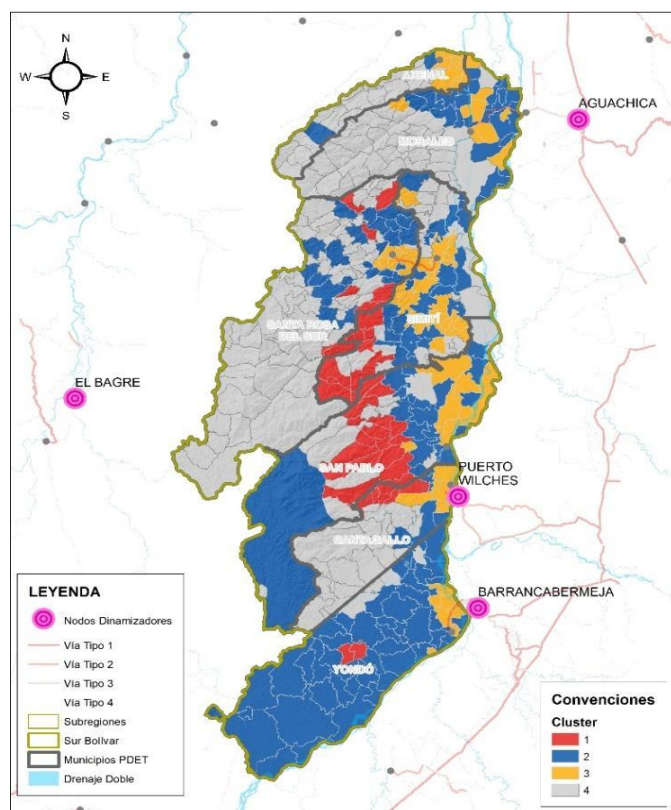 N
W E
S
ARENAL
AGUACHICA
MORALES
SANTA ROSA
DEL SUR
SIMITÍ
EL BAGRE
SAN PABLO
PUERTO
WILCHES
CANTAGALLO
BARRANCABERMEJA
YONDÓ
LEYENDA
Nodos Dinamizadores
Vía Tipo 1
Vía Tipo 2
Vía Tipo 3
Vía Tipo 4
Subregiones
Sur Bolívar
Municipios PDET
Drenaje Doble
Convenciones
Cluster
1
2
3
4